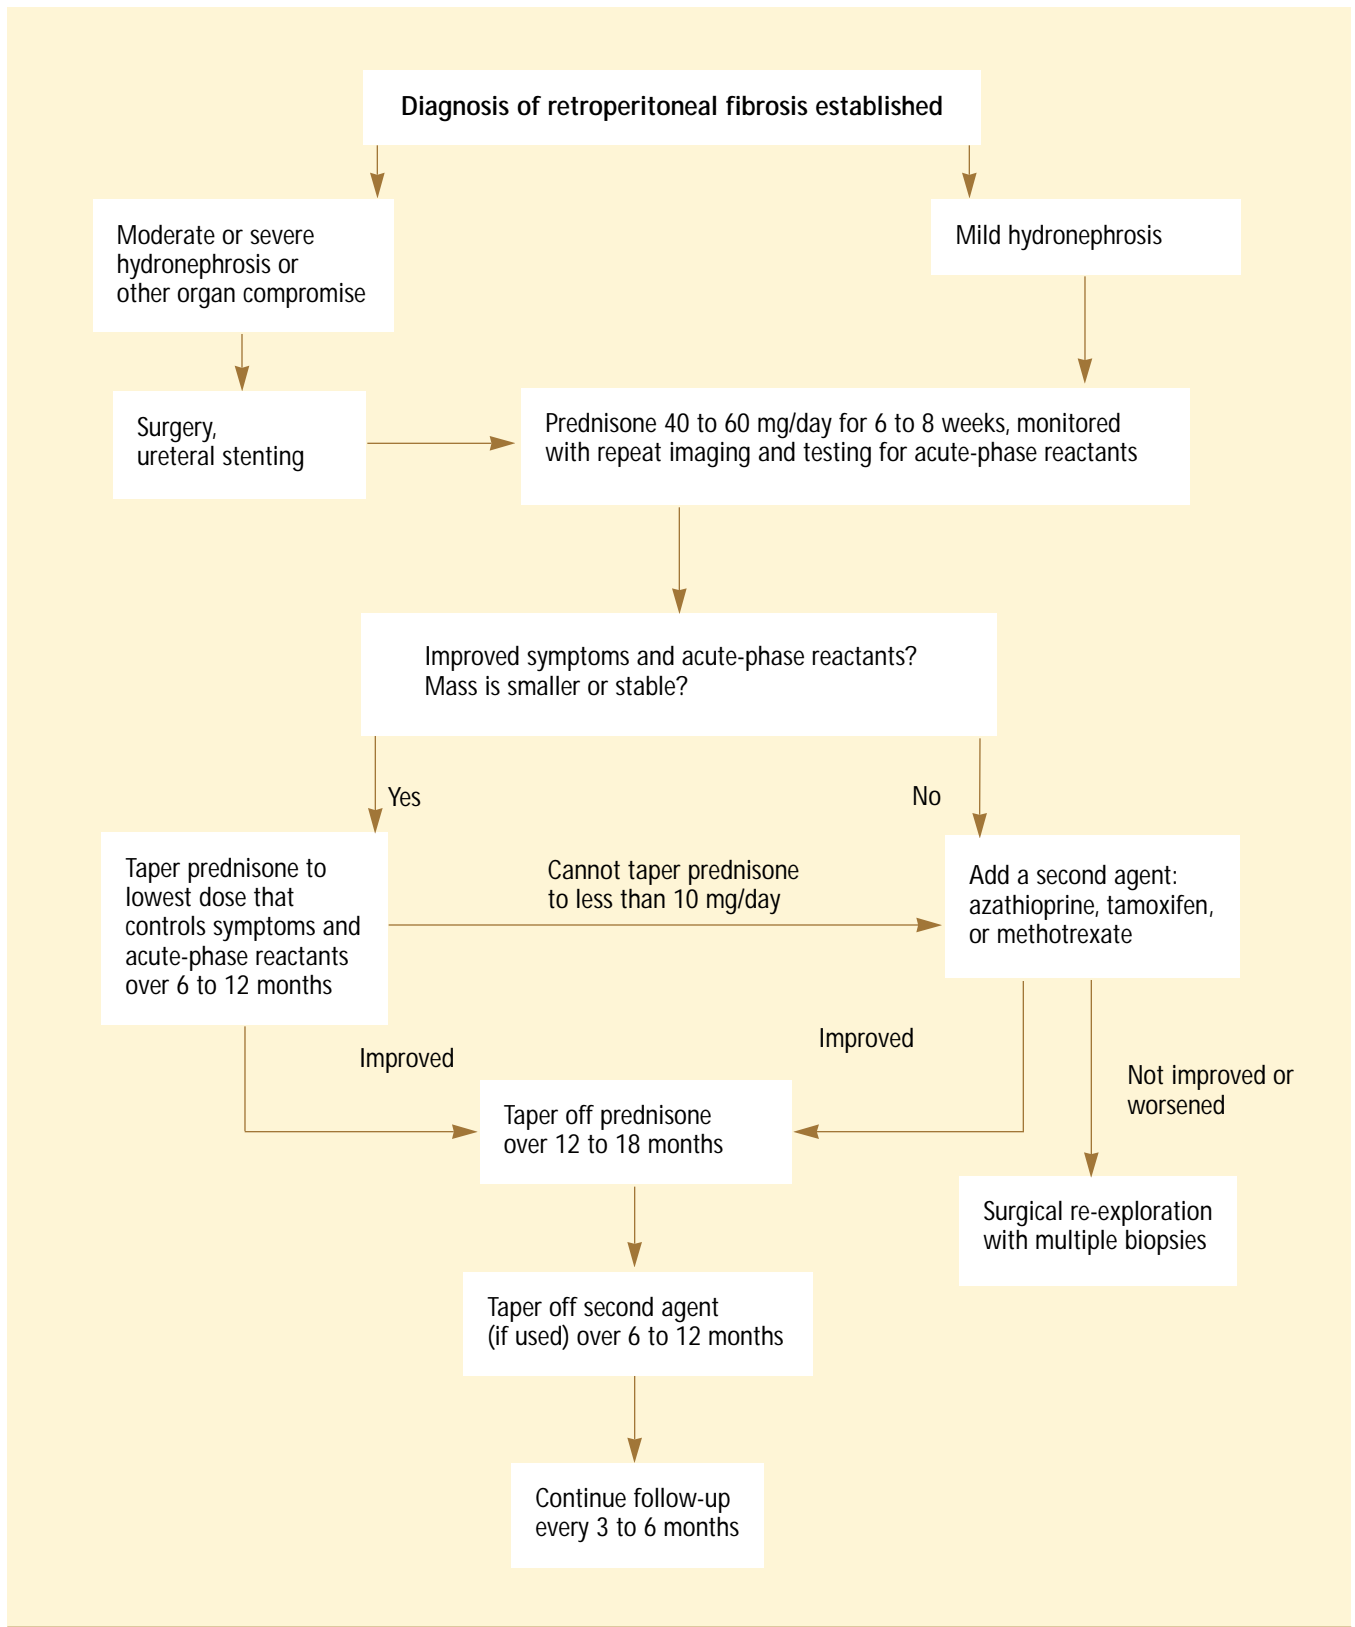 Diagnosis of retroperitoneal fibrosis established
Moderate or severe
hydronephrosis or
other organ compromise
Mild hydronephrosis
Surgery,
ureteral stenting
Prednisone 40 to 60 mg/day for 6 to 8 weeks, monitored
with repeat imaging and testing for acute-phase reactants
Improved symptoms and acute-phase reactants?
Mass is smaller or stable?
Yes
No
Taper prednisone to
lowest dose that
controls symptoms and
acute-phase reactants
over 6 to 12 months
Cannot taper prednisone
to less than 10 mg/day
Add a second agent:
azathioprine, tamoxifen,
or methotrexate
Improved
Improved
Not improved or
worsened
Taper off prednisone
over 12 to 18 months
Surgical re-exploration
with multiple biopsies
Taper off second agent
(if used) over 6 to 12 months
Continue follow-up
every 3 to 6 months